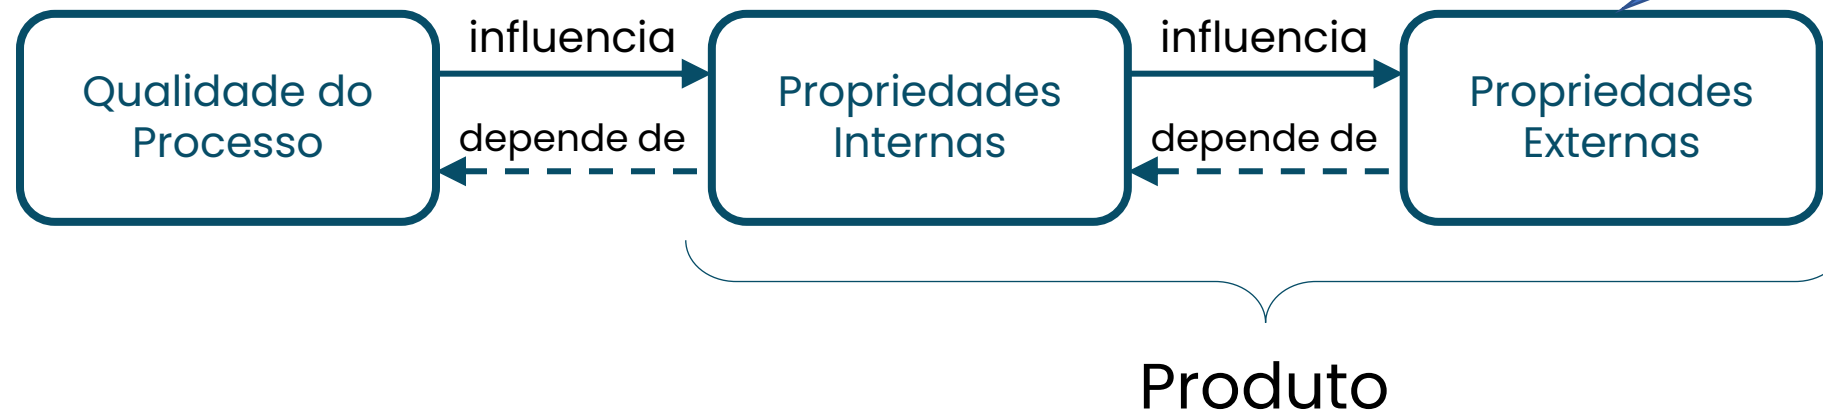 influencia
influencia
Qualidade do
Processo
Propriedades
Internas
Propriedades
Externas
depende de
depende de
Produto